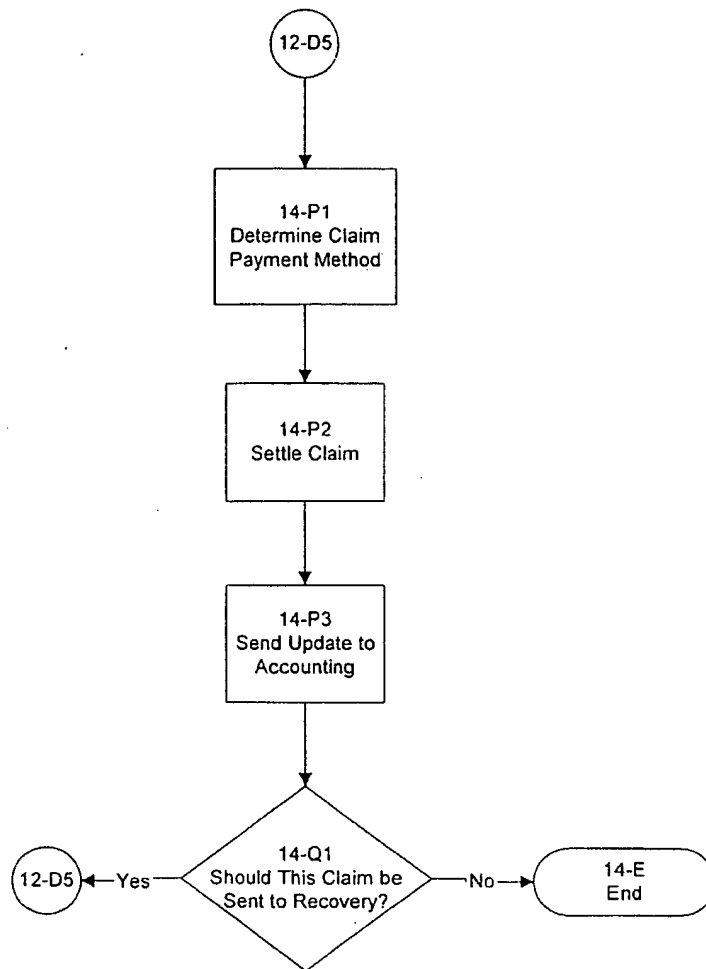 12-D5
14-P1
Determine Claim
Payment Method
14-P2
Settle Claim
14-P3
Send Update to
Accounting
14-Q1
Should This Claim be
Sent to Recovery?
12-D5
Yes
No
14-E
End